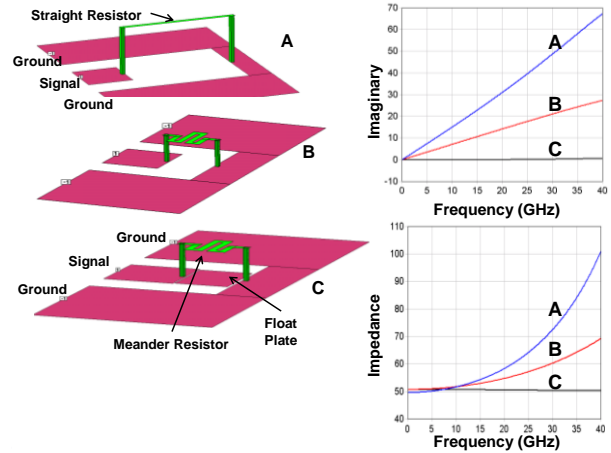 Straight Resistor
A
Ground
Signal
Ground
B
Ground
Signal
Ground
C
Meander Resistor
Float
Plate
70
60
50
40
30
20
10
0
-10
Imaginary
A
B
C
0 5 10 15 20 25 30 35 40
Frequency (GHz)
110
100
90
80
70
60
50
40
Impedance
A
B
C
0 5 10 15 20 25 30 35 40
Frequency (GHz)